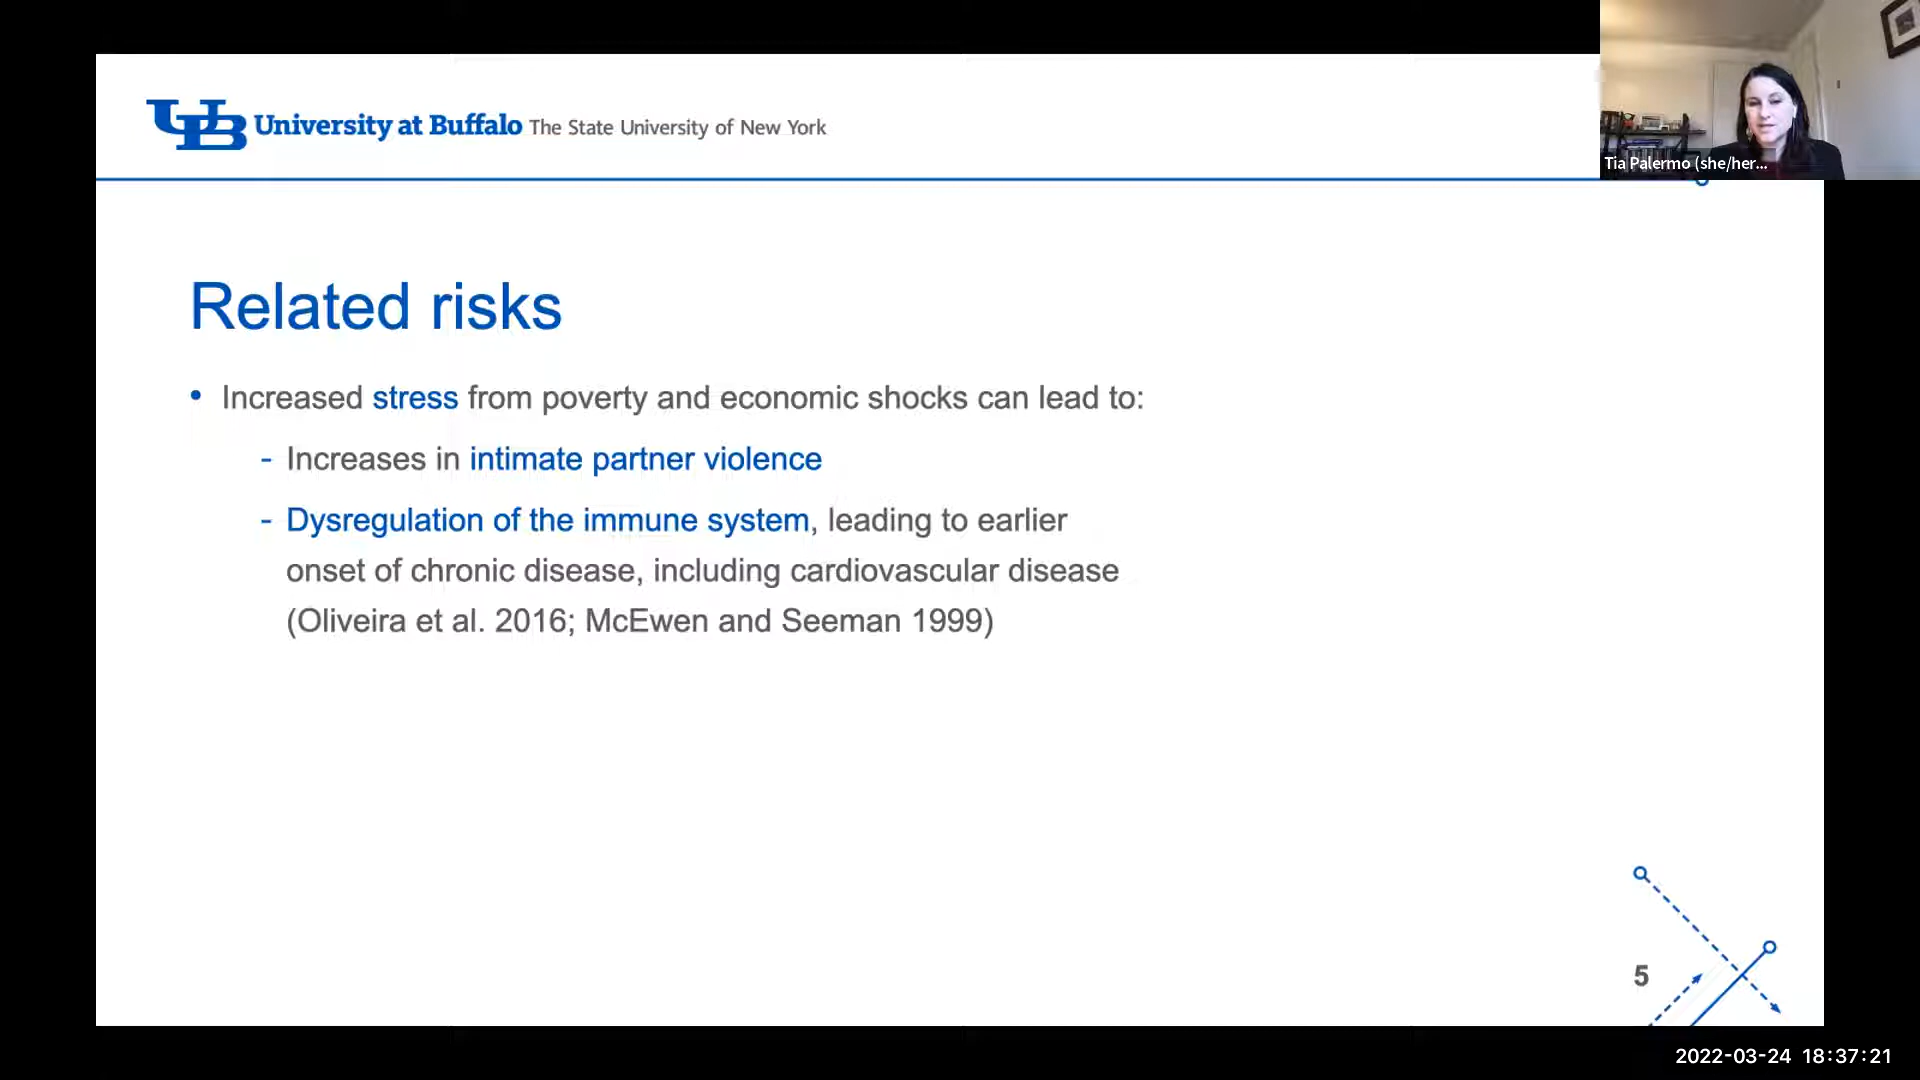 UB University at Buffalo The State University of New York
Tia Palermo (she/her...
Related risks
• Increased stress from poverty and economic shocks can lead to:
- Increases in intimate partner violence
- Dysregulation of the immune system, leading to earlier
onset of chronic disease, including cardiovascular disease
(Oliveira et al. 2016; McEwen and Seeman 1999)
5
2022-03-24 18:37:21